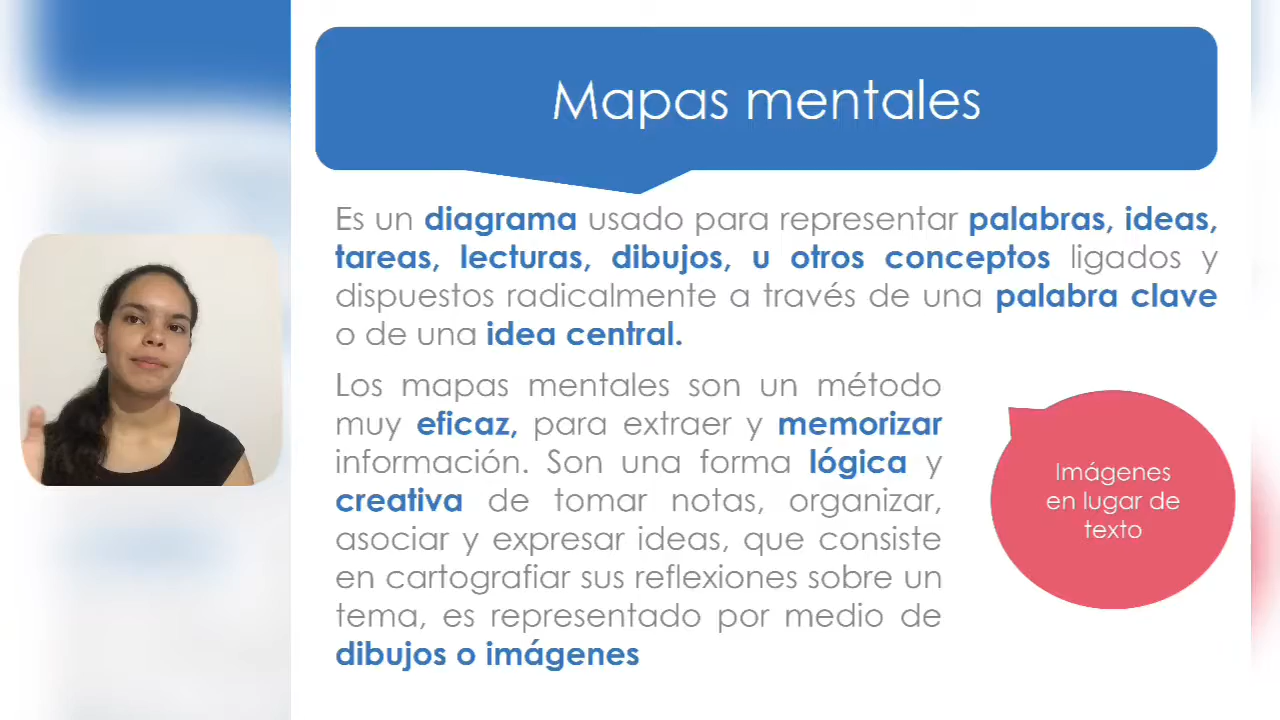 Mapas mentales
Es un diagrama usado para representar palabras, ideas,
tareas, lecturas, dibujos, u otros conceptos ligados y
dispuestos radicalmente a través de una palabra clave
o de una idea central.
Los mapas mentales son un método
muy eficaz, para extraer y memorizar
información. Son una forma lógica y
creativa de tomar notas, organizar,
asociar y expresar ideas, que consiste
en cartografiar sus reflexiones sobre un
tema, es representado por medio de
dibujos o imágenes
Imágenes
en lugar de
texto